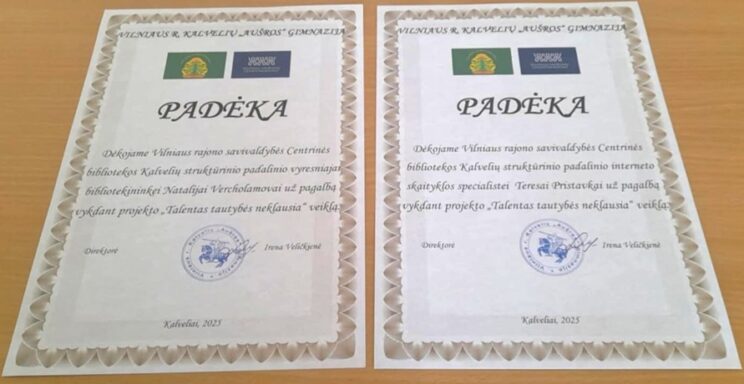 VILNIAUS R. KALVELIŲ „AUŠROS" GIMNAZIJA
PADĖKA
Dėkojame Vilniaus rajono savivaldybės Centrinės
bibliotekos Kalvelių struktūrinio padalinio vyresniajai
bibliotekininkei Natalijai Vercholamovai už pagalbą
vykdant projekto „Talentas tautybės neklausia" veiklą.
Direktorė
Irena Veličkienė
Kalveliai, 2025
VILNIAUS R. KALVELIŲ „AUŠROS" GIMNAZIJA
PADĖKA
Dėkojame Vilniaus rajono savivaldybės Centrinės
bibliotekos Kalvelių struktūrinio padalinio interneto
skaityklos specialistei Teresai Pristavkai už pagalbą
vykdant projekto „Talentas tautybės neklausia" veiklą.
Direktorė
Irena Veličkienė
Kalveliai, 2025